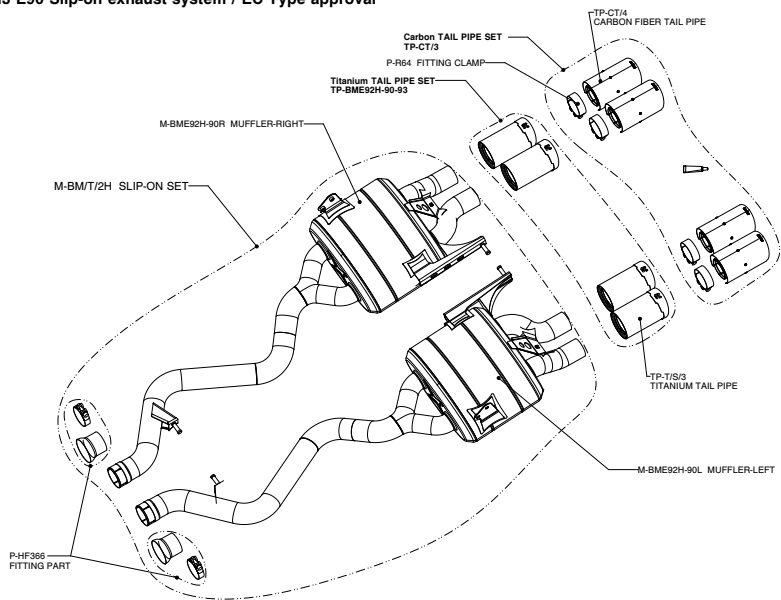 E90 Slip-on exhaust system / EC Type approval
TP-CT/4
CARBON FIBER TAIL PIPE
Carbon TAIL PIPE SET
TP-CT/3
P-R64 FITTING CLAMP
Titanium TAIL PIPE SET
TP-BME92H-90-93
M-BME92H-90R MUFFLER-RIGHT
M-BM/T/2H SLIP-ON SET
TP-T/S/3
TITANIUM TAIL PIPE
M-BME92H-90L MUFFLER-LEFT
P-HF366
FITTING PART